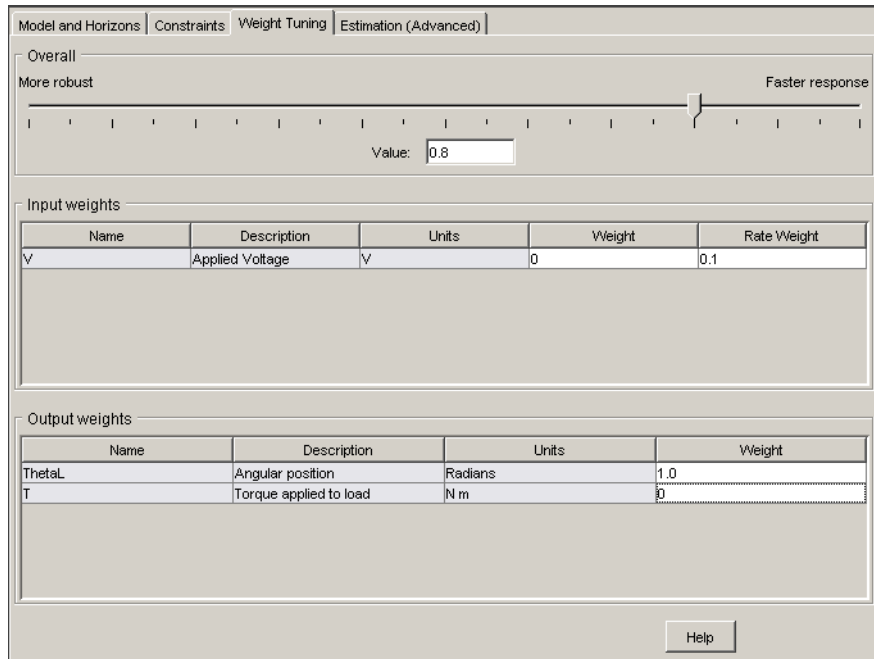 Model and Horizons Constraints Weight Tuning Estimation (Advanced)
Overall
More robust Faster response
Value: 0.8
Input weights
Name Description Units Weight Rate Weight
V Applied Voltage V 0 0.1
Output weights
Name Description Units Weight
ThetaL Angular position Radians 1.0
T Torque applied to load N m 0
Help